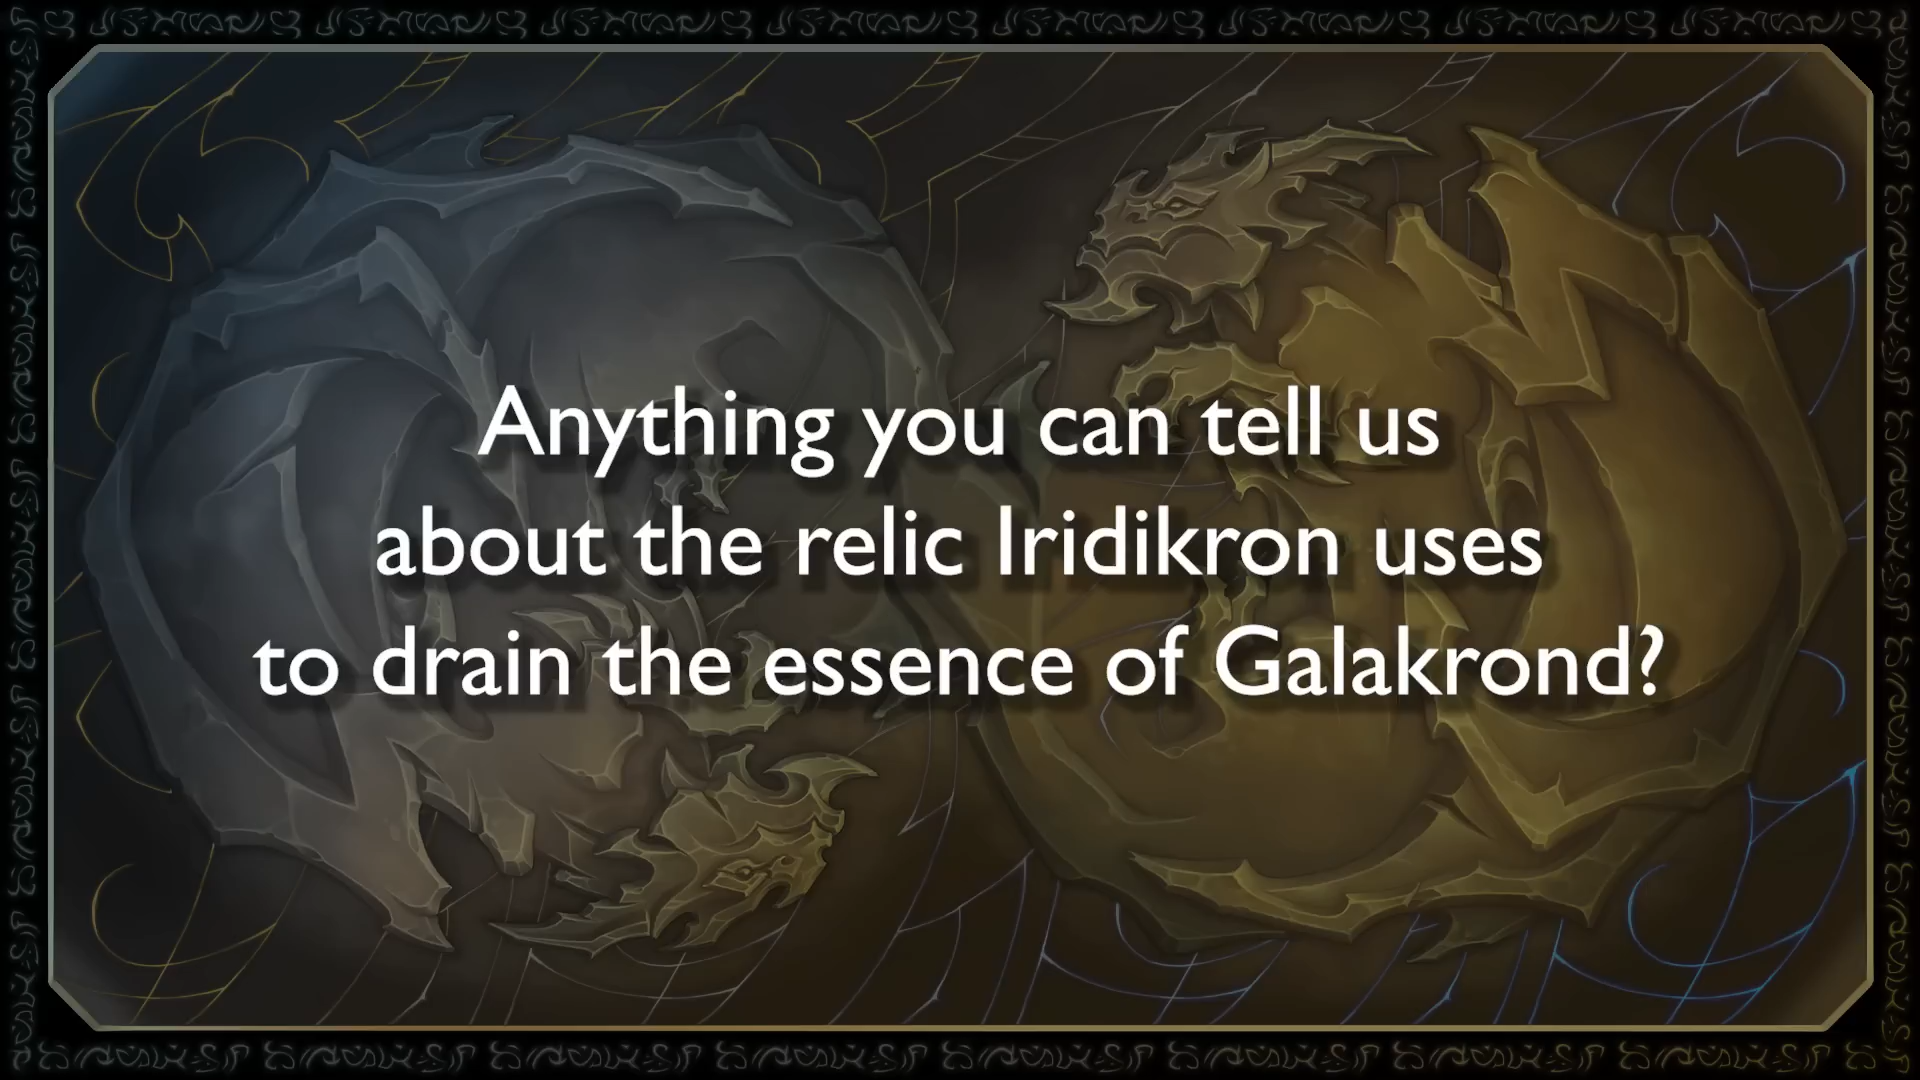 Anything you can tell us
about the relic Iridikron uses
to drain the essence of Galakrond?